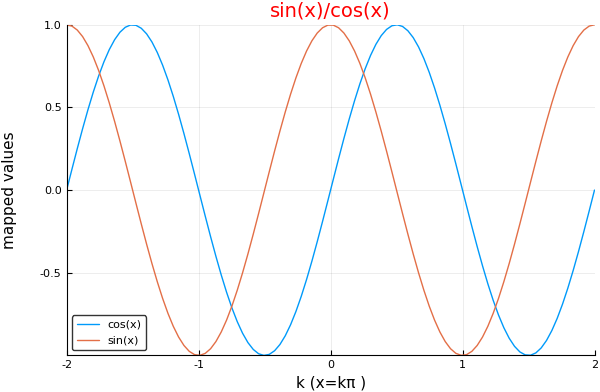 sin(x)/cos(x)
1.0
0.5
0.0
-0.5
mapped values
cos(x)
sin(x)
-2 -1 0 1 2
k (x=kπ )